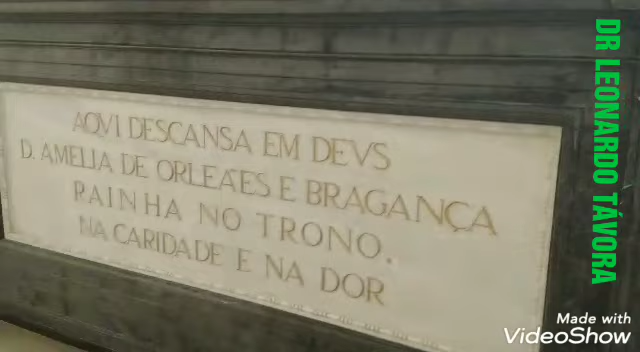 AQVI DESCANSA EM DEVS
D. AMELIA DE ORLEÃES E BRAGANÇA
RAINHA NO TRONO,
NA CARIDADE E NA DOR
DR LEONARDO TÁVORA
Made with
VideoShow